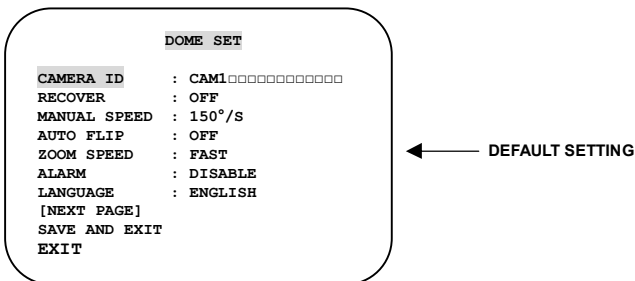 DOME SET
CAMERA ID : CAM1□□□□□□□□□□□□
RECOVER : OFF
MANUAL SPEED : 150°/S
AUTO FLIP : OFF
ZOOM SPEED : FAST
ALARM : DISABLE
LANGUAGE : ENGLISH
[NEXT PAGE]
SAVE AND EXIT
EXIT
DEFAULT SETTING